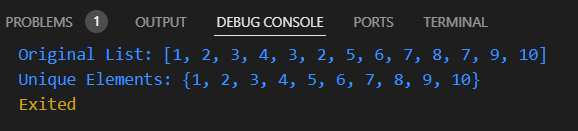 PROBLEMS 1 OUTPUT DEBUG CONSOLE PORTS TERMINAL
Original List: [1, 2, 3, 4, 3, 2, 5, 6, 7, 8, 7, 9, 10]
Unique Elements: {1, 2, 3, 4, 5, 6, 7, 8, 9, 10}
Exited